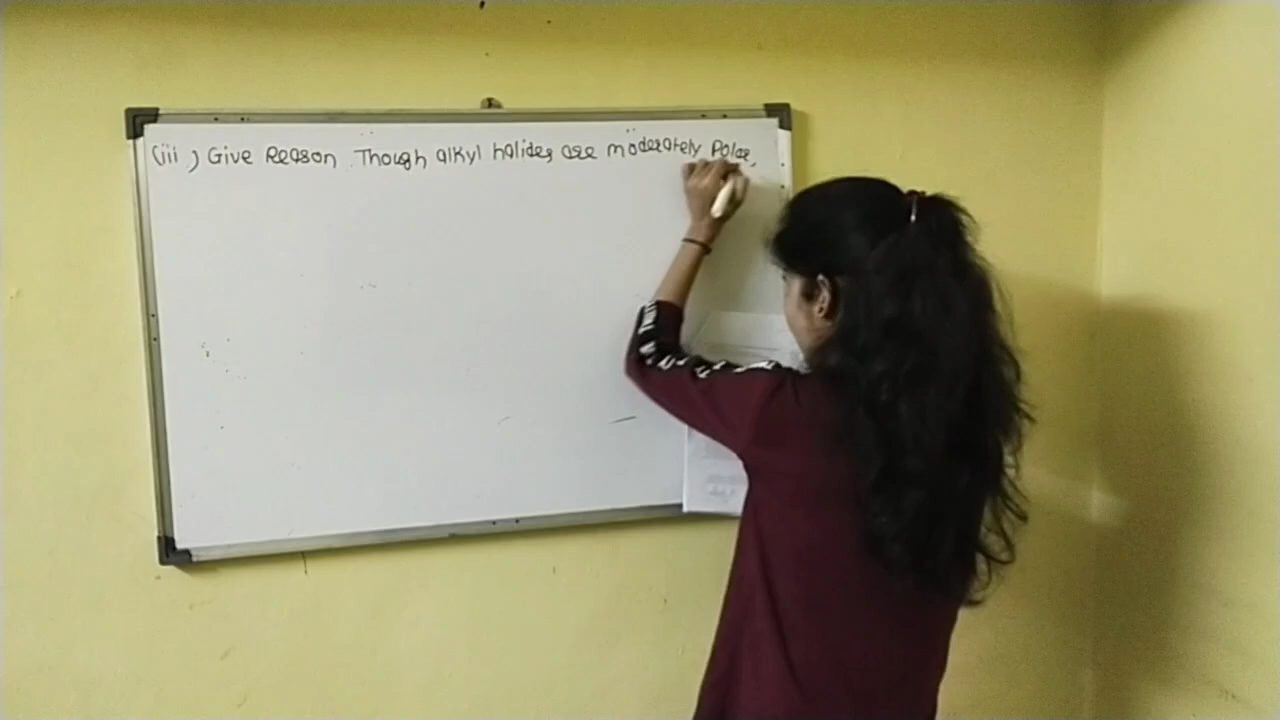 (iii) Give Reason. Though alkyl halides are moderately Polar,